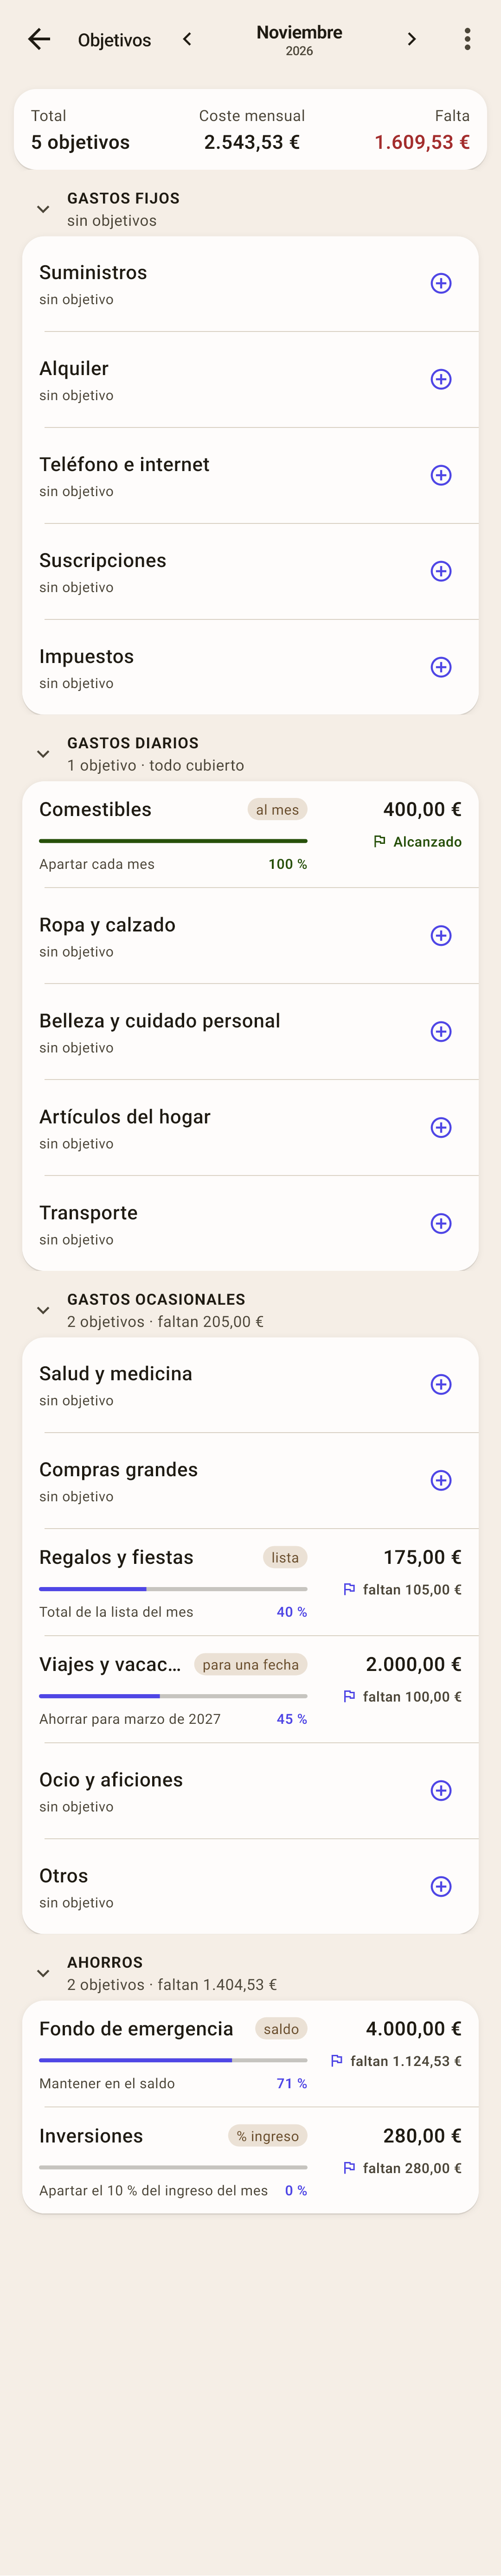 Objetivos
Noviembre
2026
Total
Coste mensual
Falta
5 objetivos
2.543,53 €
1.609,53 €
GASTOS FIJOS
sin objetivos
Suministros
sin objetivo
Alquiler
sin objetivo
Teléfono e internet
sin objetivo
Suscripciones
sin objetivo
Impuestos
sin objetivo
GASTOS DIARIOS
1 objetivo · todo cubierto
Comestibles
al mes
400,00 €
Alcanzado
Apartar cada mes
100 %
Ropa y calzado
sin objetivo
Belleza y cuidado personal
sin objetivo
Artículos del hogar
sin objetivo
Transporte
sin objetivo
GASTOS OCASIONALES
2 objetivos · faltan 205,00 €
Salud y medicina
sin objetivo
Compras grandes
sin objetivo
Regalos y fiestas
lista
175,00 €
faltan 105,00 €
Total de la lista del mes
40 %
Viajes y vacac...
para una fecha
2.000,00 €
faltan 100,00 €
Ahorrar para marzo de 2027
45 %
Ocio y aficiones
sin objetivo
Otros
sin objetivo
AHORROS
2 objetivos · faltan 1.404,53 €
Fondo de emergencia
saldo
4.000,00 €
faltan 1.124,53 €
Mantener en el saldo
71 %
Inversiones
% ingreso
280,00 €
faltan 280,00 €
Apartar el 10 % del ingreso del mes
0 %